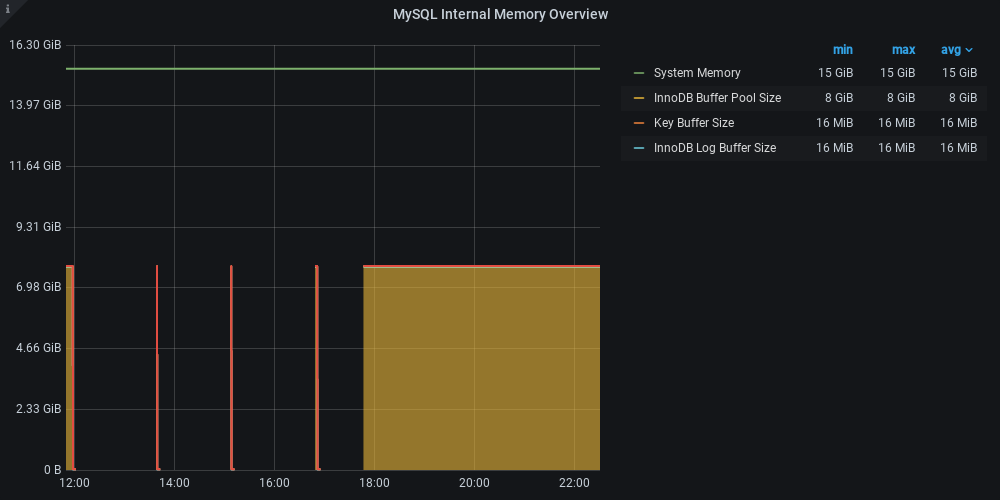 i
MySQL Internal Memory Overview
16.30 GiB
13.97 GiB
11.64 GiB
9.31 GiB
6.98 GiB
4.66 GiB
2.33 GiB
0 B
12:00 14:00 16:00 18:00 20:00 22:00
min max avg
System Memory 15 GiB 15 GiB 15 GiB
InnoDB Buffer Pool Size 8 GiB 8 GiB 8 GiB
Key Buffer Size 16 MiB 16 MiB 16 MiB
InnoDB Log Buffer Size 16 MiB 16 MiB 16 MiB